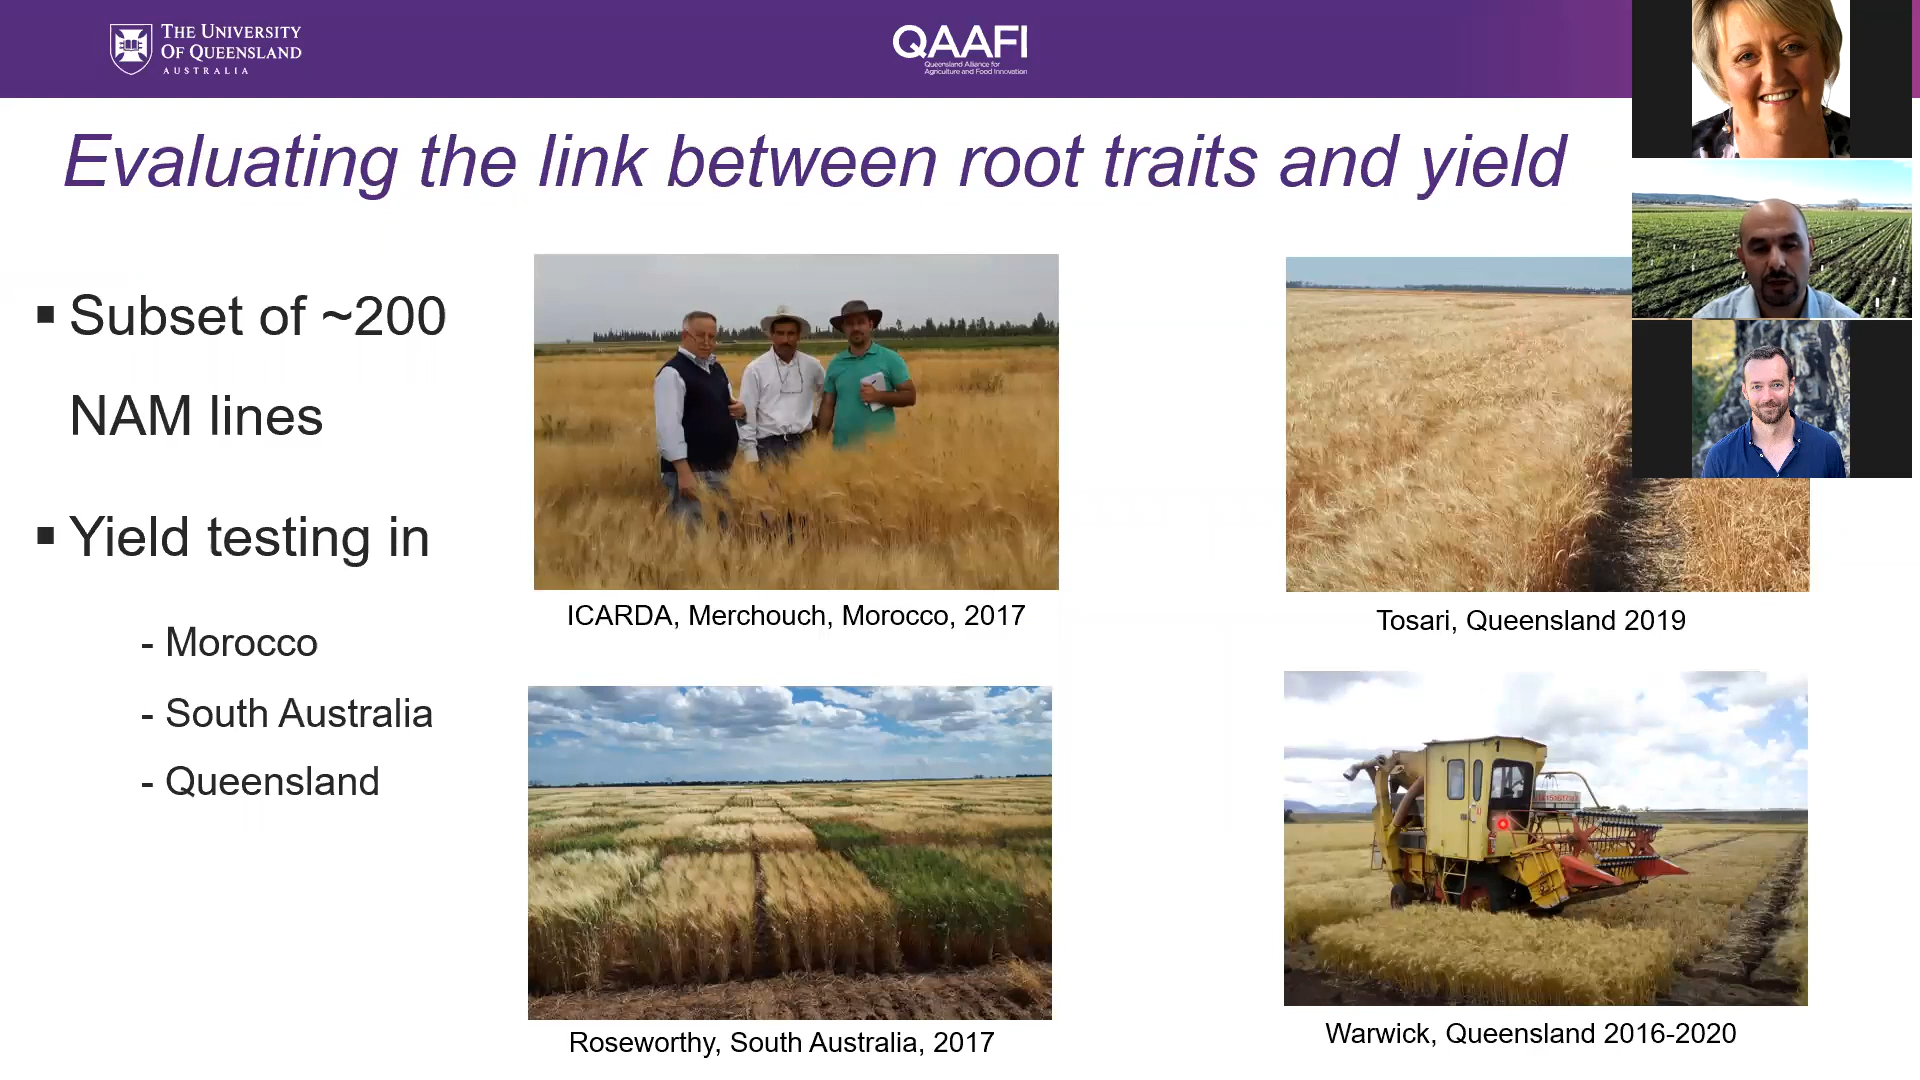 THE UNIVERSITY
OF QUEENSLAND
AUSTRALIA
QAAFI
Queensland Alliance for
Agriculture and Food Innovation
Evaluating the link between root traits and yield
▪ Subset of ~200
NAM lines
▪ Yield testing in
- Morocco
- South Australia
- Queensland
ICARDA, Merchouch, Morocco, 2017
Tosari, Queensland 2019
Roseworthy, South Australia, 2017
Warwick, Queensland 2016-2020